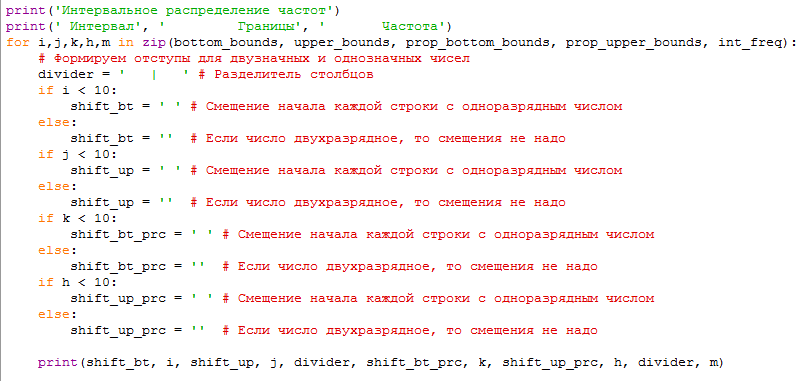 print('Интервальное распределение частот')
print(' Интервал', '         Границы', '       Частота')
for i,j,k,h,m in zip(bottom_bounds, upper_bounds, prop_bottom_bounds, prop_upper_bounds, int_freq):
    # Формируем отступы для двузначных и однозначных чисел
    divider = '   |   ' # Разделитель столбцов
    if i < 10:
        shift_bt = ' ' # Смещение начала каждой строки с одноразрядным числом
    else:
        shift_bt = ''  # Если число двухразрядное, то смещения не надо
    if j < 10:
        shift_up = ' ' # Смещение начала каждой строки с одноразрядным числом
    else:
        shift_up = ''  # Если число двухразрядное, то смещения не надо
    if k < 10:
        shift_bt_prc = ' ' # Смещение начала каждой строки с одноразрядным числом
    else:
        shift_bt_prc = ''  # Если число двухразрядное, то смещения не надо
    if h < 10:
        shift_up_prc = ' ' # Смещение начала каждой строки с одноразрядным числом
    else:
        shift_up_prc = ''  # Если число двухразрядное, то смещения не надо

    print(shift_bt, i, shift_up, j, divider, shift_bt_prc, k, shift_up_prc, h, divider, m)